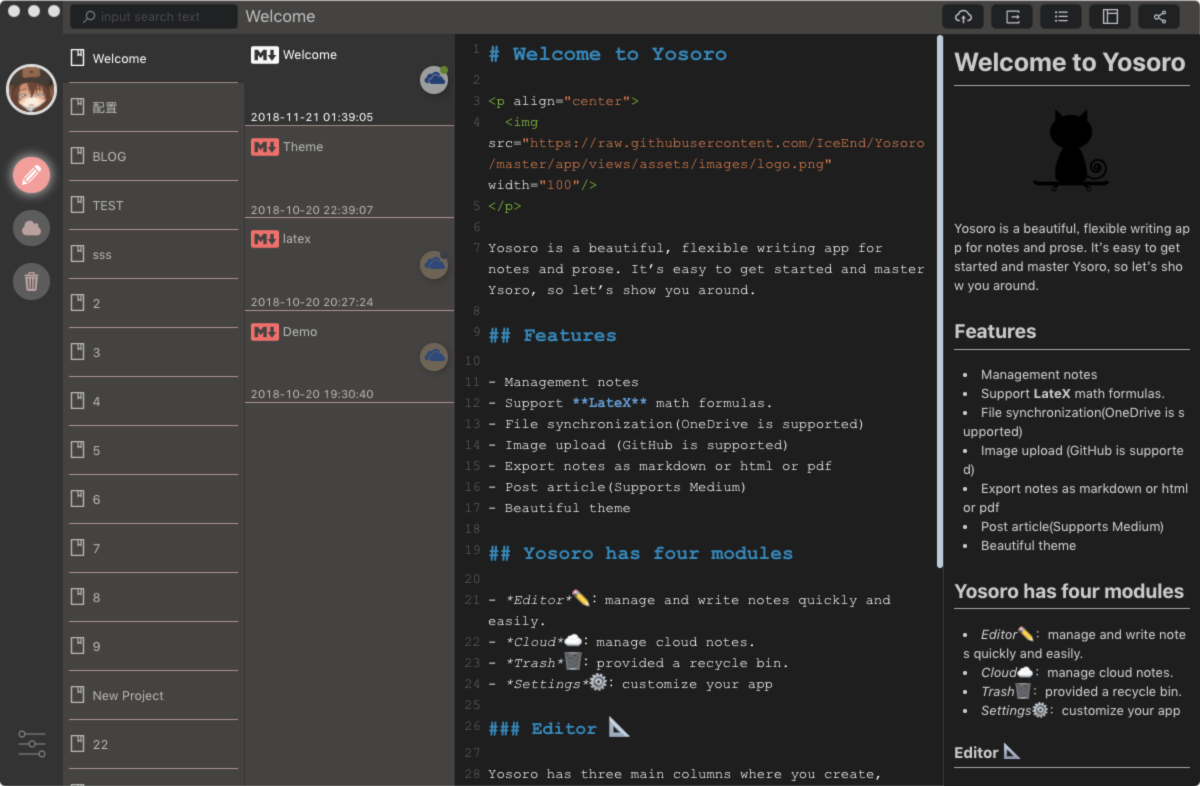 input search text
Welcome
Welcome
配置
BLOG
TEST
sss
2
3
4
5
6
7
8
9
New Project
22
M Welcome
2018-11-21 01:39:05
M Theme
2018-10-20 22:39:07
M latex
2018-10-20 20:27:24
M Demo
2018-10-20 19:30:40
1 # Welcome to Yosoro
2
3 <p align="center">
4 <img
src="https://raw.githubusercontent.com/IceEnd/Yosoro
/master/app/views/assets/images/logo.png"
width="100"/>
5 </p>
6
7 Yosoro is a beautiful, flexible writing app for
notes and prose. It’s easy to get started and master
Ysoro, so let’s show you around.
8
9 ## Features
10
11 - Management notes
12 - Support **LateX** math formulas.
13 - File synchronization(OneDrive is supported)
14 - Image upload (GitHub is supported)
15 - Export notes as markdown or html or pdf
16 - Post article(Supports Medium)
17 - Beautiful theme
18
19 ## Yosoro has four modules
20
21 - *Editor*✏️: manage and write notes quickly and
easily.
22 - *Cloud*☁️: manage cloud notes.
23 - *Trash*🗑: provided a recycle bin.
24 - *Settings*⚙️: customize your app
25
26 ### Editor 📐
27
28 Yosoro has three main columns where you create,
Welcome to Yosoro
Yosoro is a beautiful, flexible writing ap
p for notes and prose. It’s easy to get
started and master Ysoro, so let’s sho
w you around.
Features
• Management notes
• Support LateX math formulas.
• File synchronization(OneDrive is s
upported)
• Image upload (GitHub is supporte
d)
• Export notes as markdown or html
or pdf
• Post article(Supports Medium)
• Beautiful theme
Yosoro has four modules
• Editor✏️: manage and write note
s quickly and easily.
• Cloud☁️: manage cloud notes.
• Trash🗑: provided a recycle bin.
• Settings⚙️: customize your app
Editor 📐